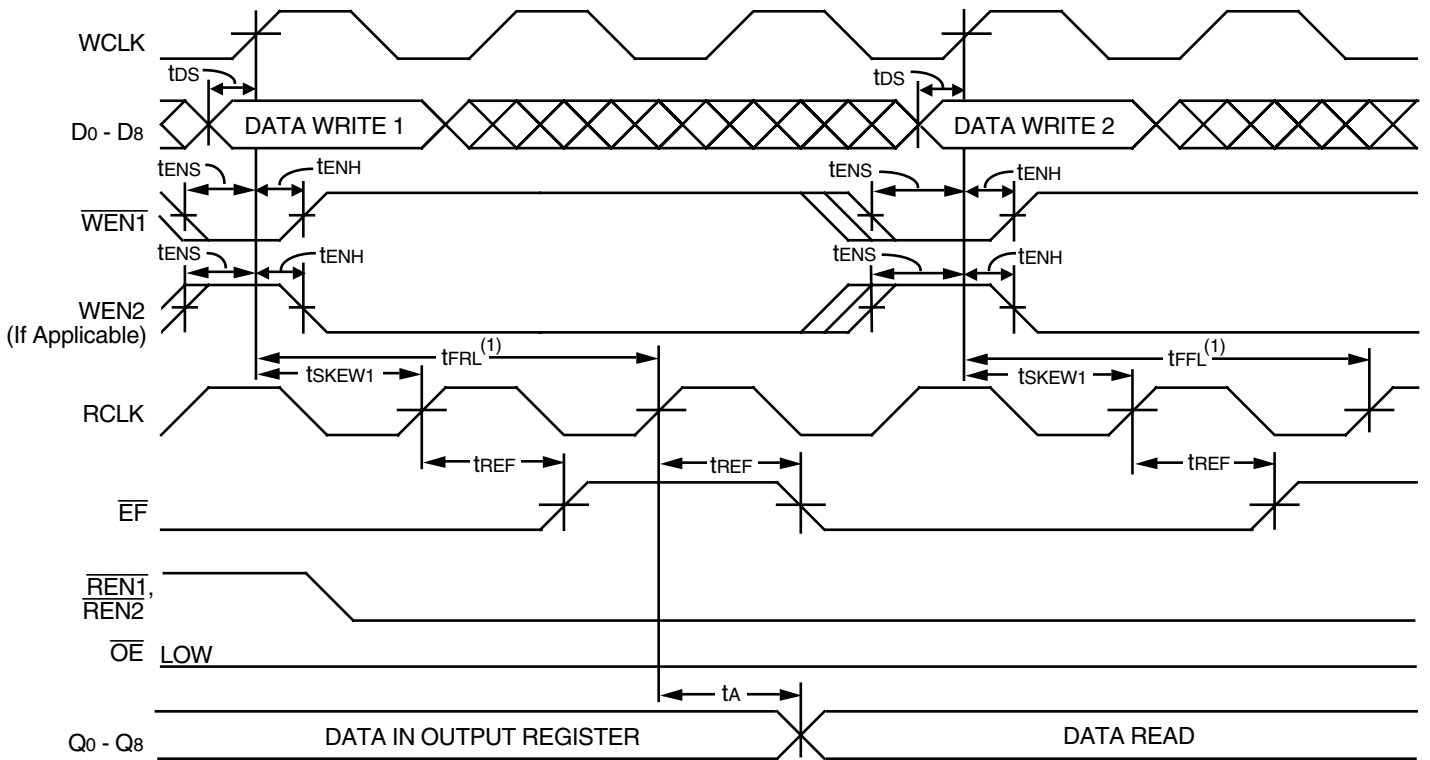 WCLK
tDS
tDS
D0 - D8
DATA WRITE 1
DATA WRITE 2
tENS
tENH
tENS
tENH
WEN1
tENS
tENH
tENS
tENH
WEN2
(If Applicable)
tFRL(1)
tFFL(1)
tSKEW1
tSKEW1
RCLK
tREF
tREF
tREF
EF
REN1,
REN2
OE
LOW
tA
Q0 - Q8
DATA IN OUTPUT REGISTER
DATA READ